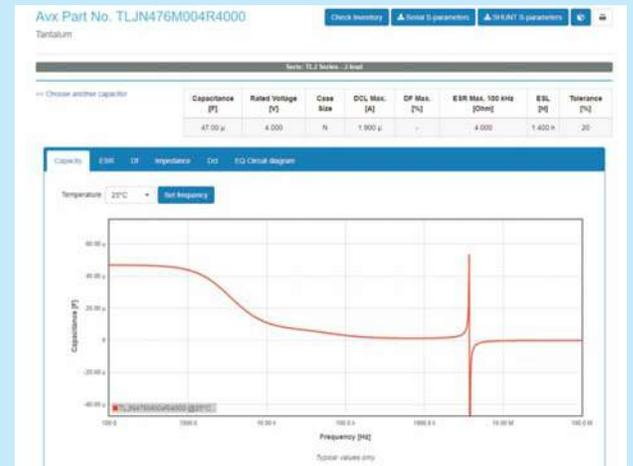 Avx Part No. TLJN476M004R4000
Check Inventory
Serial S-parameters
SHUNT S-parameters
Tantalum
Serie: TLJ Series - J lead
<< Choose another capacitor
Capacitance [F] Rated Voltage [V] Case Size DCL Max. [A] DF Max. [%] ESR Max. 100 kHz [Ohm] ESL [H] Tolerance [%]
47.00 µ 4.000 N 1.900 µ - 4.000 1.400 n 20
Capacity ESR Df Impedance Dcl EQ Circuit diagram
Temperature 25°C Set frequency
Capacitance [F]
60.00 µ
40.00 µ
20.00 µ
0
-20.00 µ
-40.00 µ
TLJN476M004R4000 @25°C
100.0 1000.0 10.00 k 100.0 k 1000.0 k 10.00 M 100.0 M
Frequency [Hz]
Typical values only